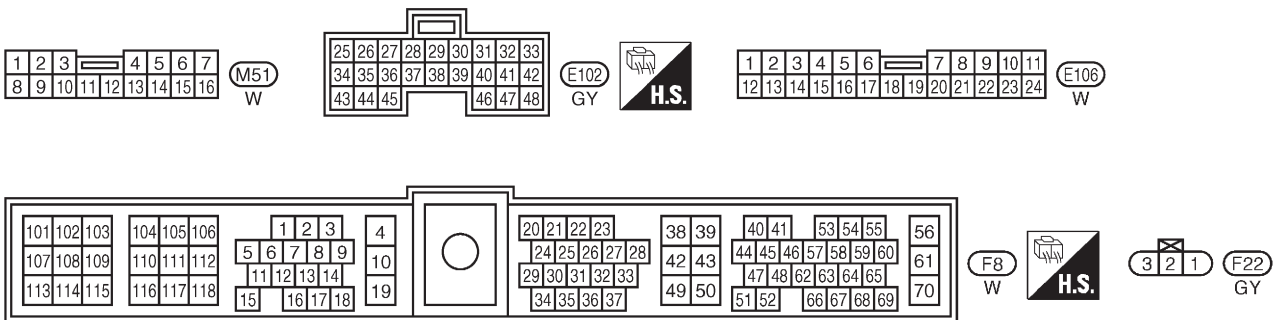 1 2 3 4 5 6 7
8 9 10 11 12 13 14 15 16
M51
W
25 26 27 28 29 30 31 32 33
34 35 36 37 38 39 40 41 42
43 44 45 46 47 48
E102
GY
H.S.
1 2 3 4 5 6 7 8 9 10 11
12 13 14 15 16 17 18 19 20 21 22 23 24
E106
W
101 102 103 104 105 106 1 2 3 4
107 108 109 110 111 112 5 6 7 8 9 10
11 12 13 14
113 114 115 116 117 118 15 16 17 18 19
20 21 22 23 38 39 40 41 53 54 55 56
24 25 26 27 28 42 43 44 45 46 57 58 59 60 61
29 30 31 32 33 47 48 62 63 64 65
34 35 36 37 49 50 51 52 66 67 68 69 70
F8
W
H.S.
3 2 1
F22
GY